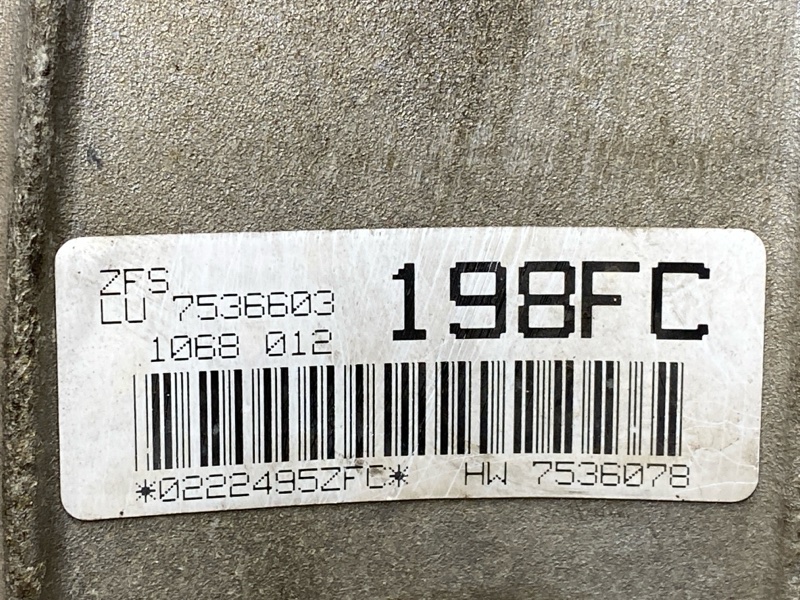 ZFS
LU 7536603
1068 012
198FC
*0222495ZFC* HW 7536078